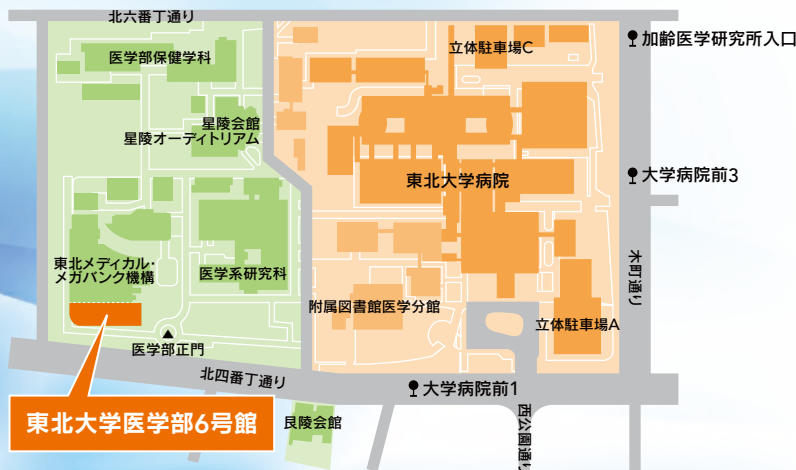 北六番丁通り
医学部保健学科
立体駐車場C
加齢医学研究所入口
星陵会館
星陵オーディトリアム
東北大学病院
大学病院前3
木町通り
東北メディカル・
メガバンク機構
医学系研究科
附属図書館医学分館
立体駐車場A
医学部正門
北四番丁通り
大学病院前1
東北大学医学部6号館
艮陵会館
西公園通り